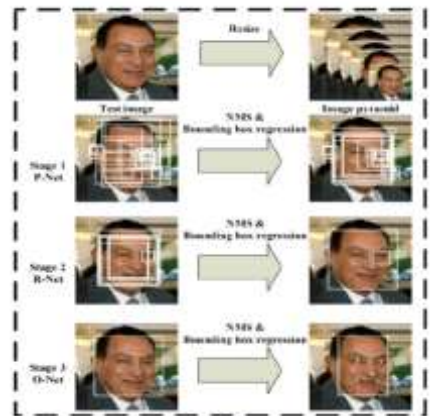 Resize
Test image
Image pyramid
NMS &
Bounding box regression
Stage 1
P-Net
NMS &
Bounding box regression
Stage 2
R-Net
NMS &
Bounding box regression
Stage 3
O-Net